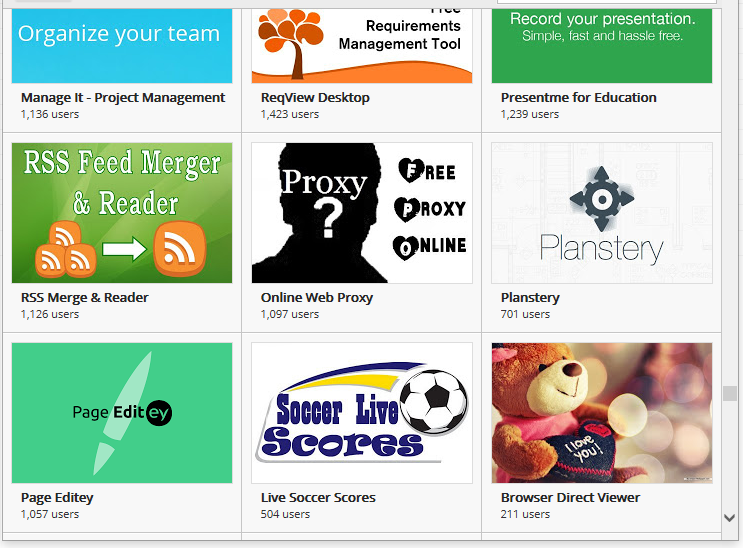 Organize your team
Free
Requirements
Management Tool
Record your presentation.
Simple, fast and hassle free.
Manage It - Project Management
1,136 users
ReqView Desktop
1,423 users
Presentme for Education
1,239 users
RSS Feed Merger
& Reader
Proxy
?
FREE
PROXY
ONLINE
Planstery
RSS Merge & Reader
1,126 users
Online Web Proxy
1,097 users
Planstery
701 users
Page Editey
Soccer Live
Scores
I love
you!
Page Editey
1,057 users
Live Soccer Scores
504 users
Browser Direct Viewer
211 users